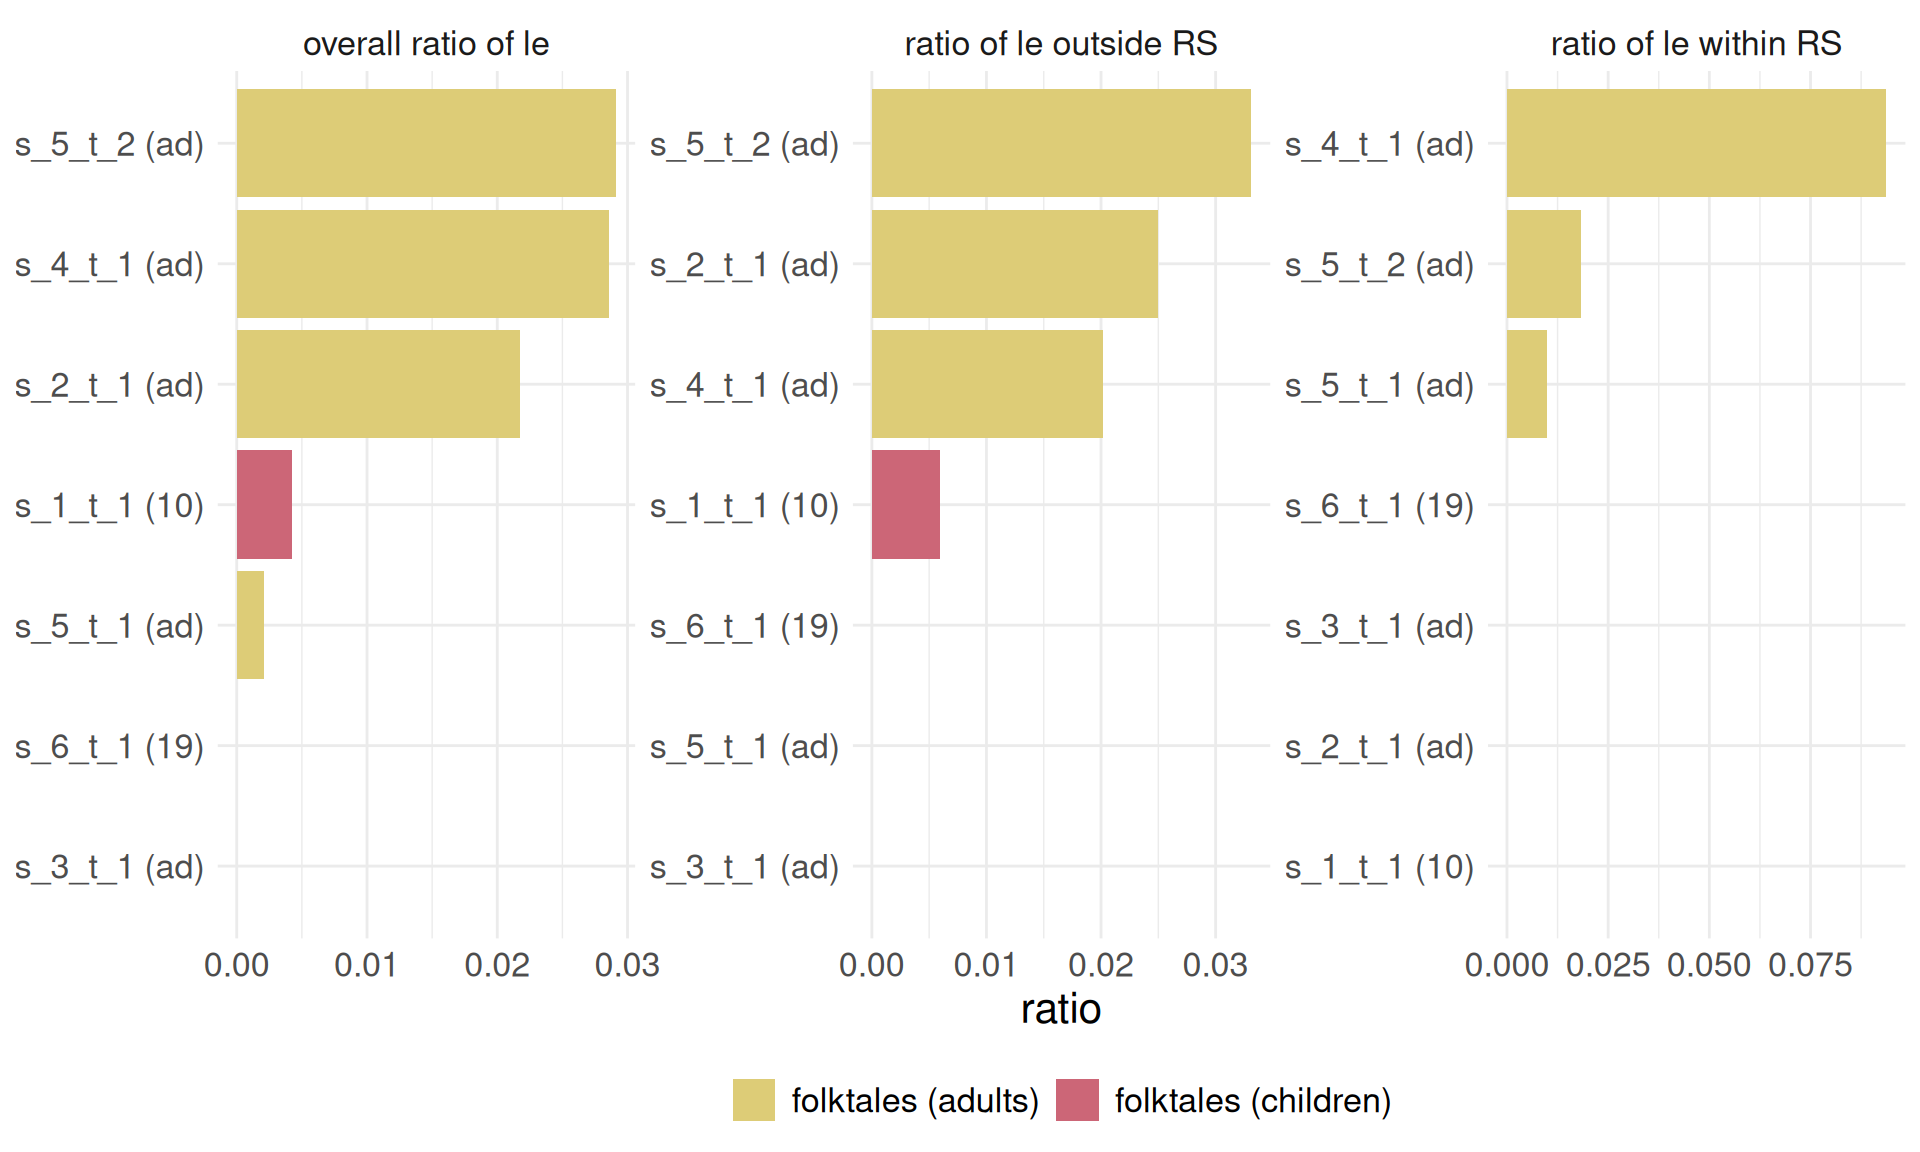 overall ratio of le
s_5_t_2 (ad)
s_4_t_1 (ad)
s_2_t_1 (ad)
s_1_t_1 (10)
s_5_t_1 (ad)
s_6_t_1 (19)
s_3_t_1 (ad)
0.00 0.01 0.02 0.03
ratio of le outside RS
s_5_t_2 (ad)
s_2_t_1 (ad)
s_4_t_1 (ad)
s_1_t_1 (10)
s_6_t_1 (19)
s_5_t_1 (ad)
s_3_t_1 (ad)
0.00 0.01 0.02 0.03
ratio of le within RS
s_4_t_1 (ad)
s_5_t_2 (ad)
s_5_t_1 (ad)
s_6_t_1 (19)
s_3_t_1 (ad)
s_2_t_1 (ad)
s_1_t_1 (10)
0.000 0.025 0.050 0.075
ratio
folktales (adults) folktales (children)